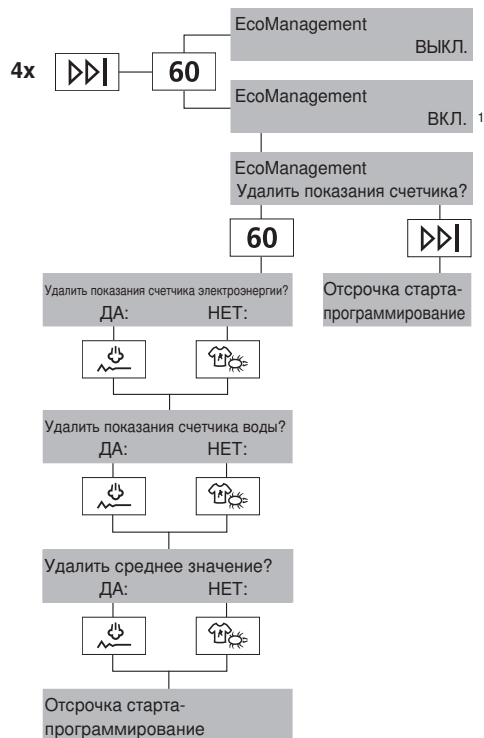 EcoManagement
ВЫКЛ.
4x
60
EcoManagement
ВКЛ. 1
EcoManagement
Удалить показания счетчика?
60
Удалить показания счетчика электроэнергии?
ДА: НЕТ:
Отсрочка старта-
программирование
Удалить показания счетчика воды?
ДА: НЕТ:
Удалить среднее значение?
ДА: НЕТ:
Отсрочка старта-
программирование